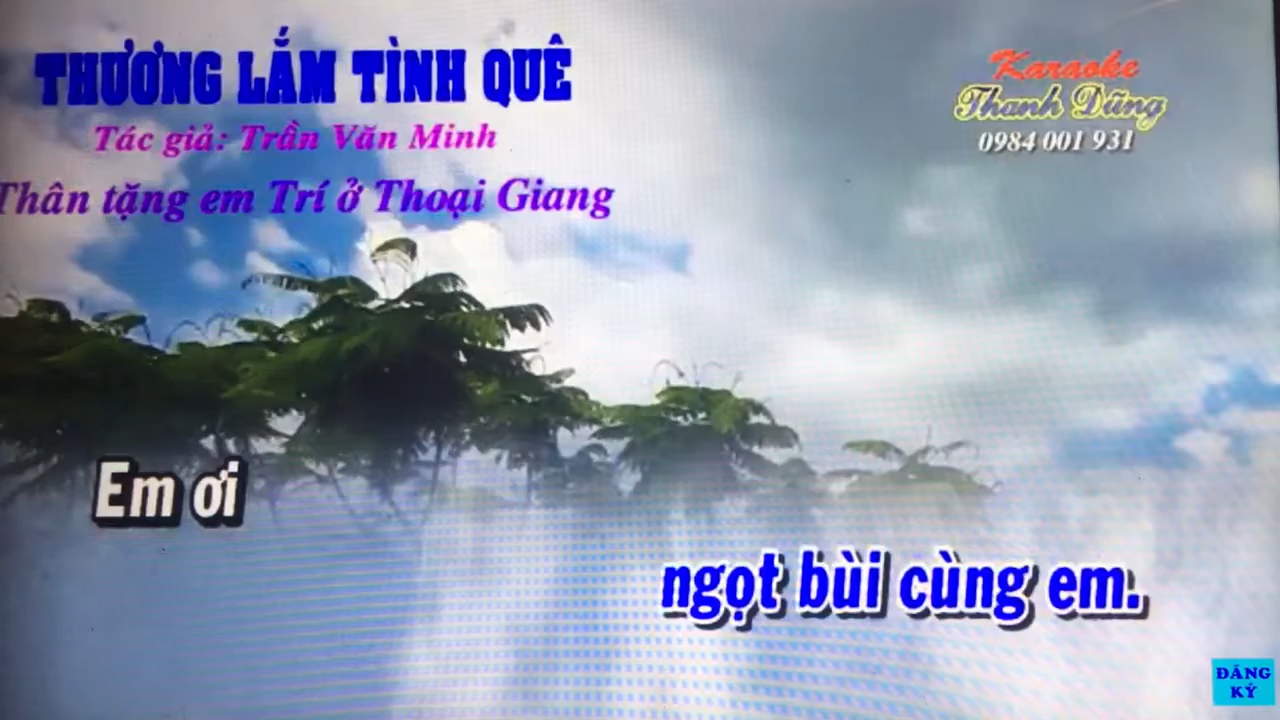 THƯƠNG LẮM TÌNH QUÊ
Tác giả: Trần Văn Minh
Thân tặng em Trí ở Thoại Giang
Karaoke
Thanh Dũng
0984 001 931
Em ơi
ngọt bùi cùng em.
ĐĂNG
KÝ